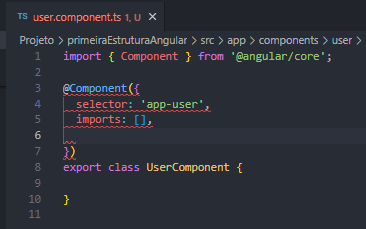 TS user.component.ts 1, U ×
Projeto > primeiraEstruturaAngular > src > app > components > user >
1 import { Component } from '@angular/core';
2
3 @Component({
4   selector: 'app-user',
5   imports: [],
6
7 })
8 export class UserComponent {
9
10 }
11